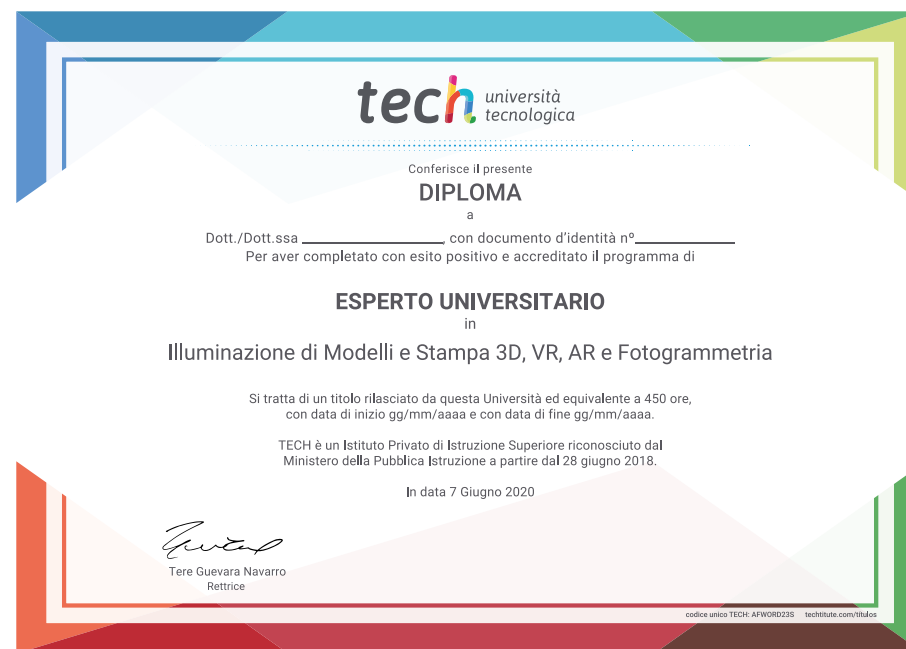 tech università
tecnologica
Conferisce il presente
DIPLOMA
a
Dott./Dott.ssa ________________, con documento d'identità nº____________
Per aver completato con esito positivo e accreditato il programma di
ESPERTO UNIVERSITARIO
in
Illuminazione di Modelli e Stampa 3D, VR, AR e Fotogrammetria
Si tratta di un titolo rilasciato da questa Università ed equivalente a 450 ore,
con data di inizio gg/mm/aaaa e con data di fine gg/mm/aaaa.
TECH è un Istituto Privato di Istruzione Superiore riconosciuto dal
Ministero della Pubblica Istruzione a partire dal 28 giugno 2018.
In data 7 Giugno 2020
Tere Guevara Navarro
Rettrice
codice unico TECH: AFWORD23S techtitute.com/titulos